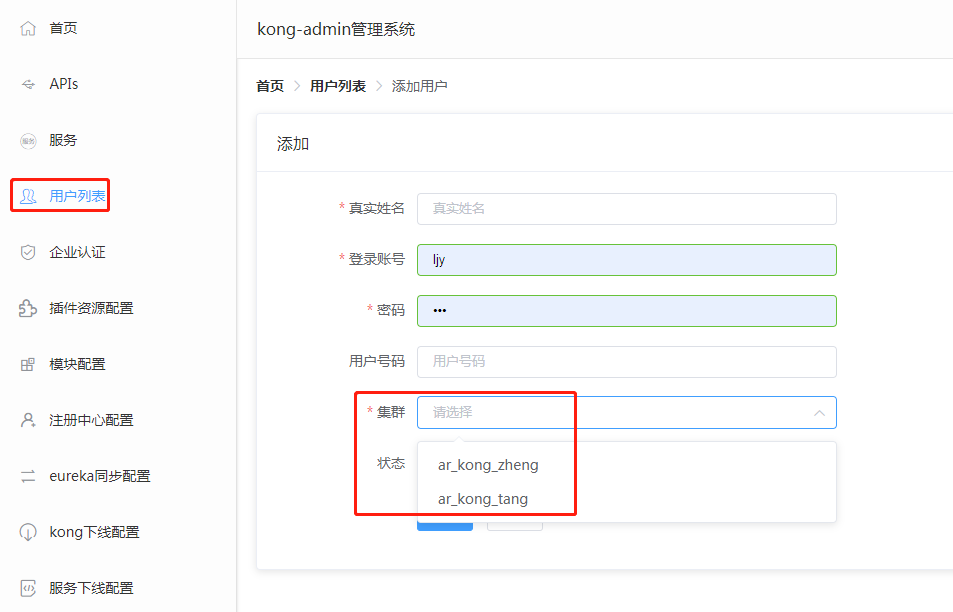 首页
APIs
服务
服务
用户列表
企业认证
插件资源配置
模块配置
注册中心配置
eureka同步配置
kong下线配置
服务下线配置
kong-admin管理系统
首页 > 用户列表 > 添加用户
添加
* 真实姓名 真实姓名
* 登录账号 ljy
* 密码 •••
用户号码 用户号码
* 集群 请选择
状态
ar_kong_zheng
ar_kong_tang